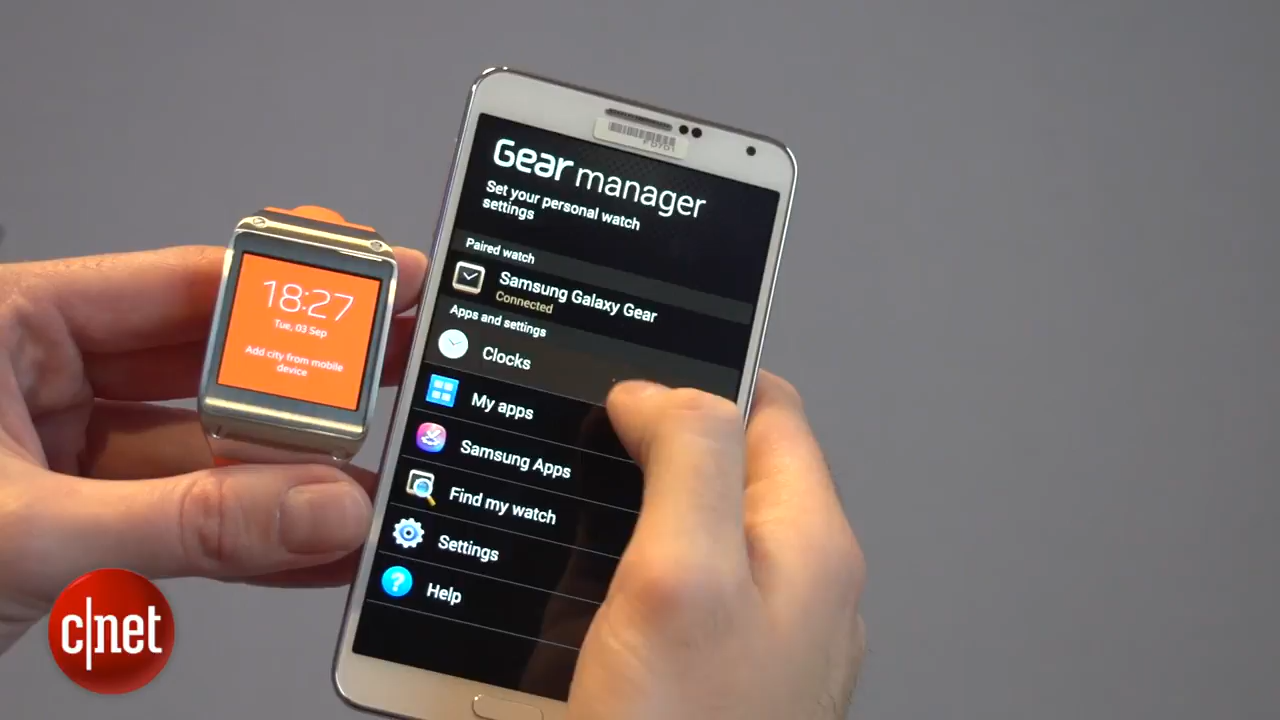 Gear manager
Set your personal watch
settings
Paired watch
Samsung Galaxy Gear
Connected
Apps and settings
Clocks
My apps
Samsung Apps
Find my watch
Settings
Help
18:27
Tue, 03 Sep
Add city from mobile
device
c|net